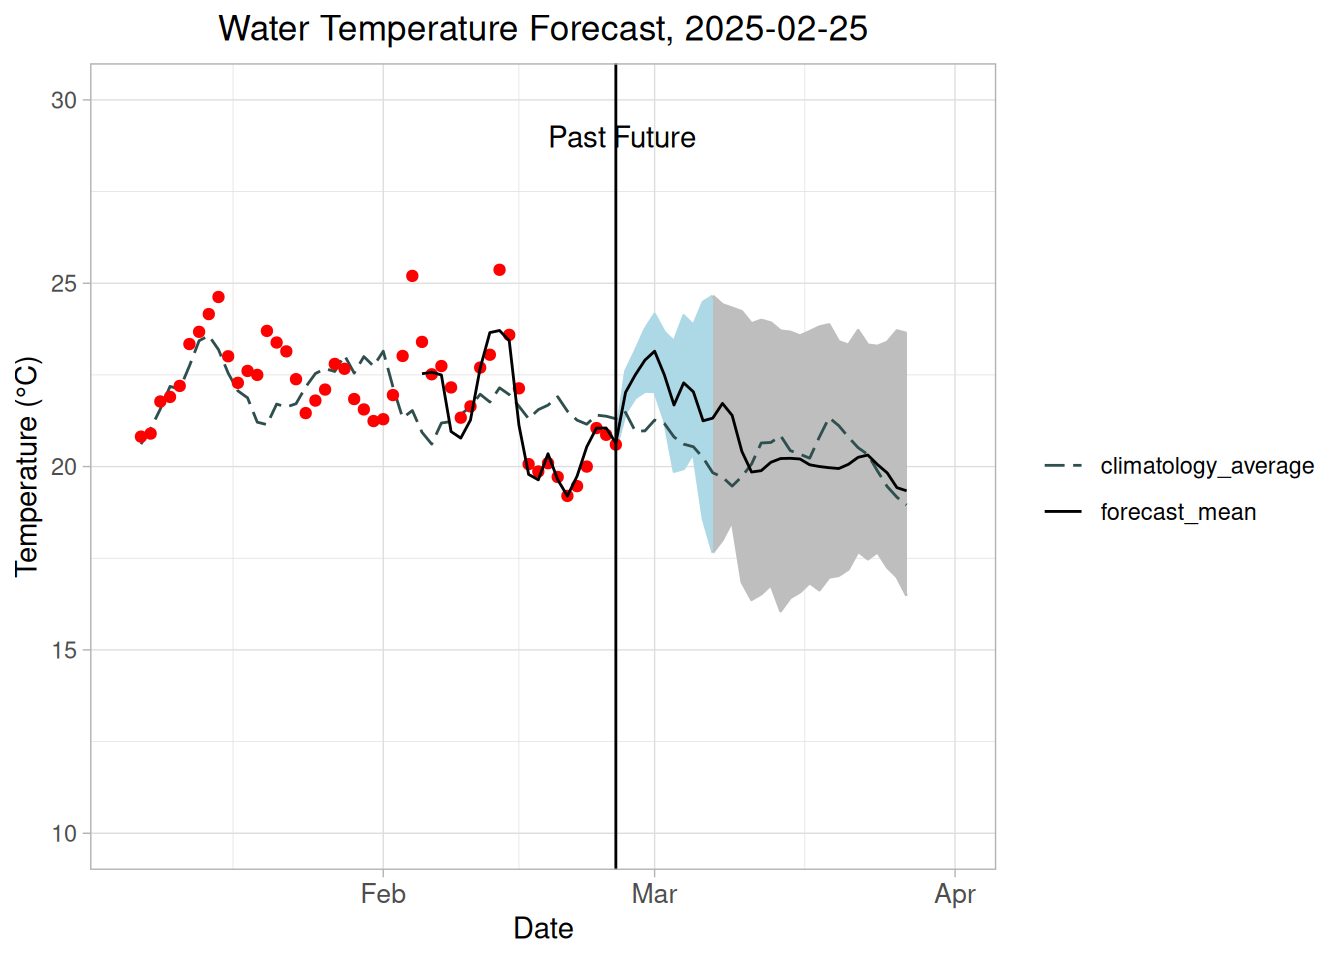 Water Temperature Forecast, 2025-02-25
30
Past Future
25
20
15
10
Temperature (°C)
Feb
Mar
Apr
Date
climatology_average
forecast_mean